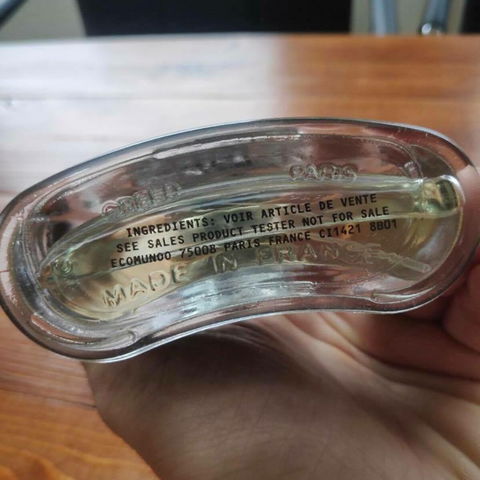 CREED PARIS
INGREDIENTS: VOIR ARTICLE DE VENTE
SEE SALES PRODUCT TESTER NOT FOR SALE
ECOMUNOO 75008 PARIS FRANCE CI1421 8B01
MADE IN FRANCE